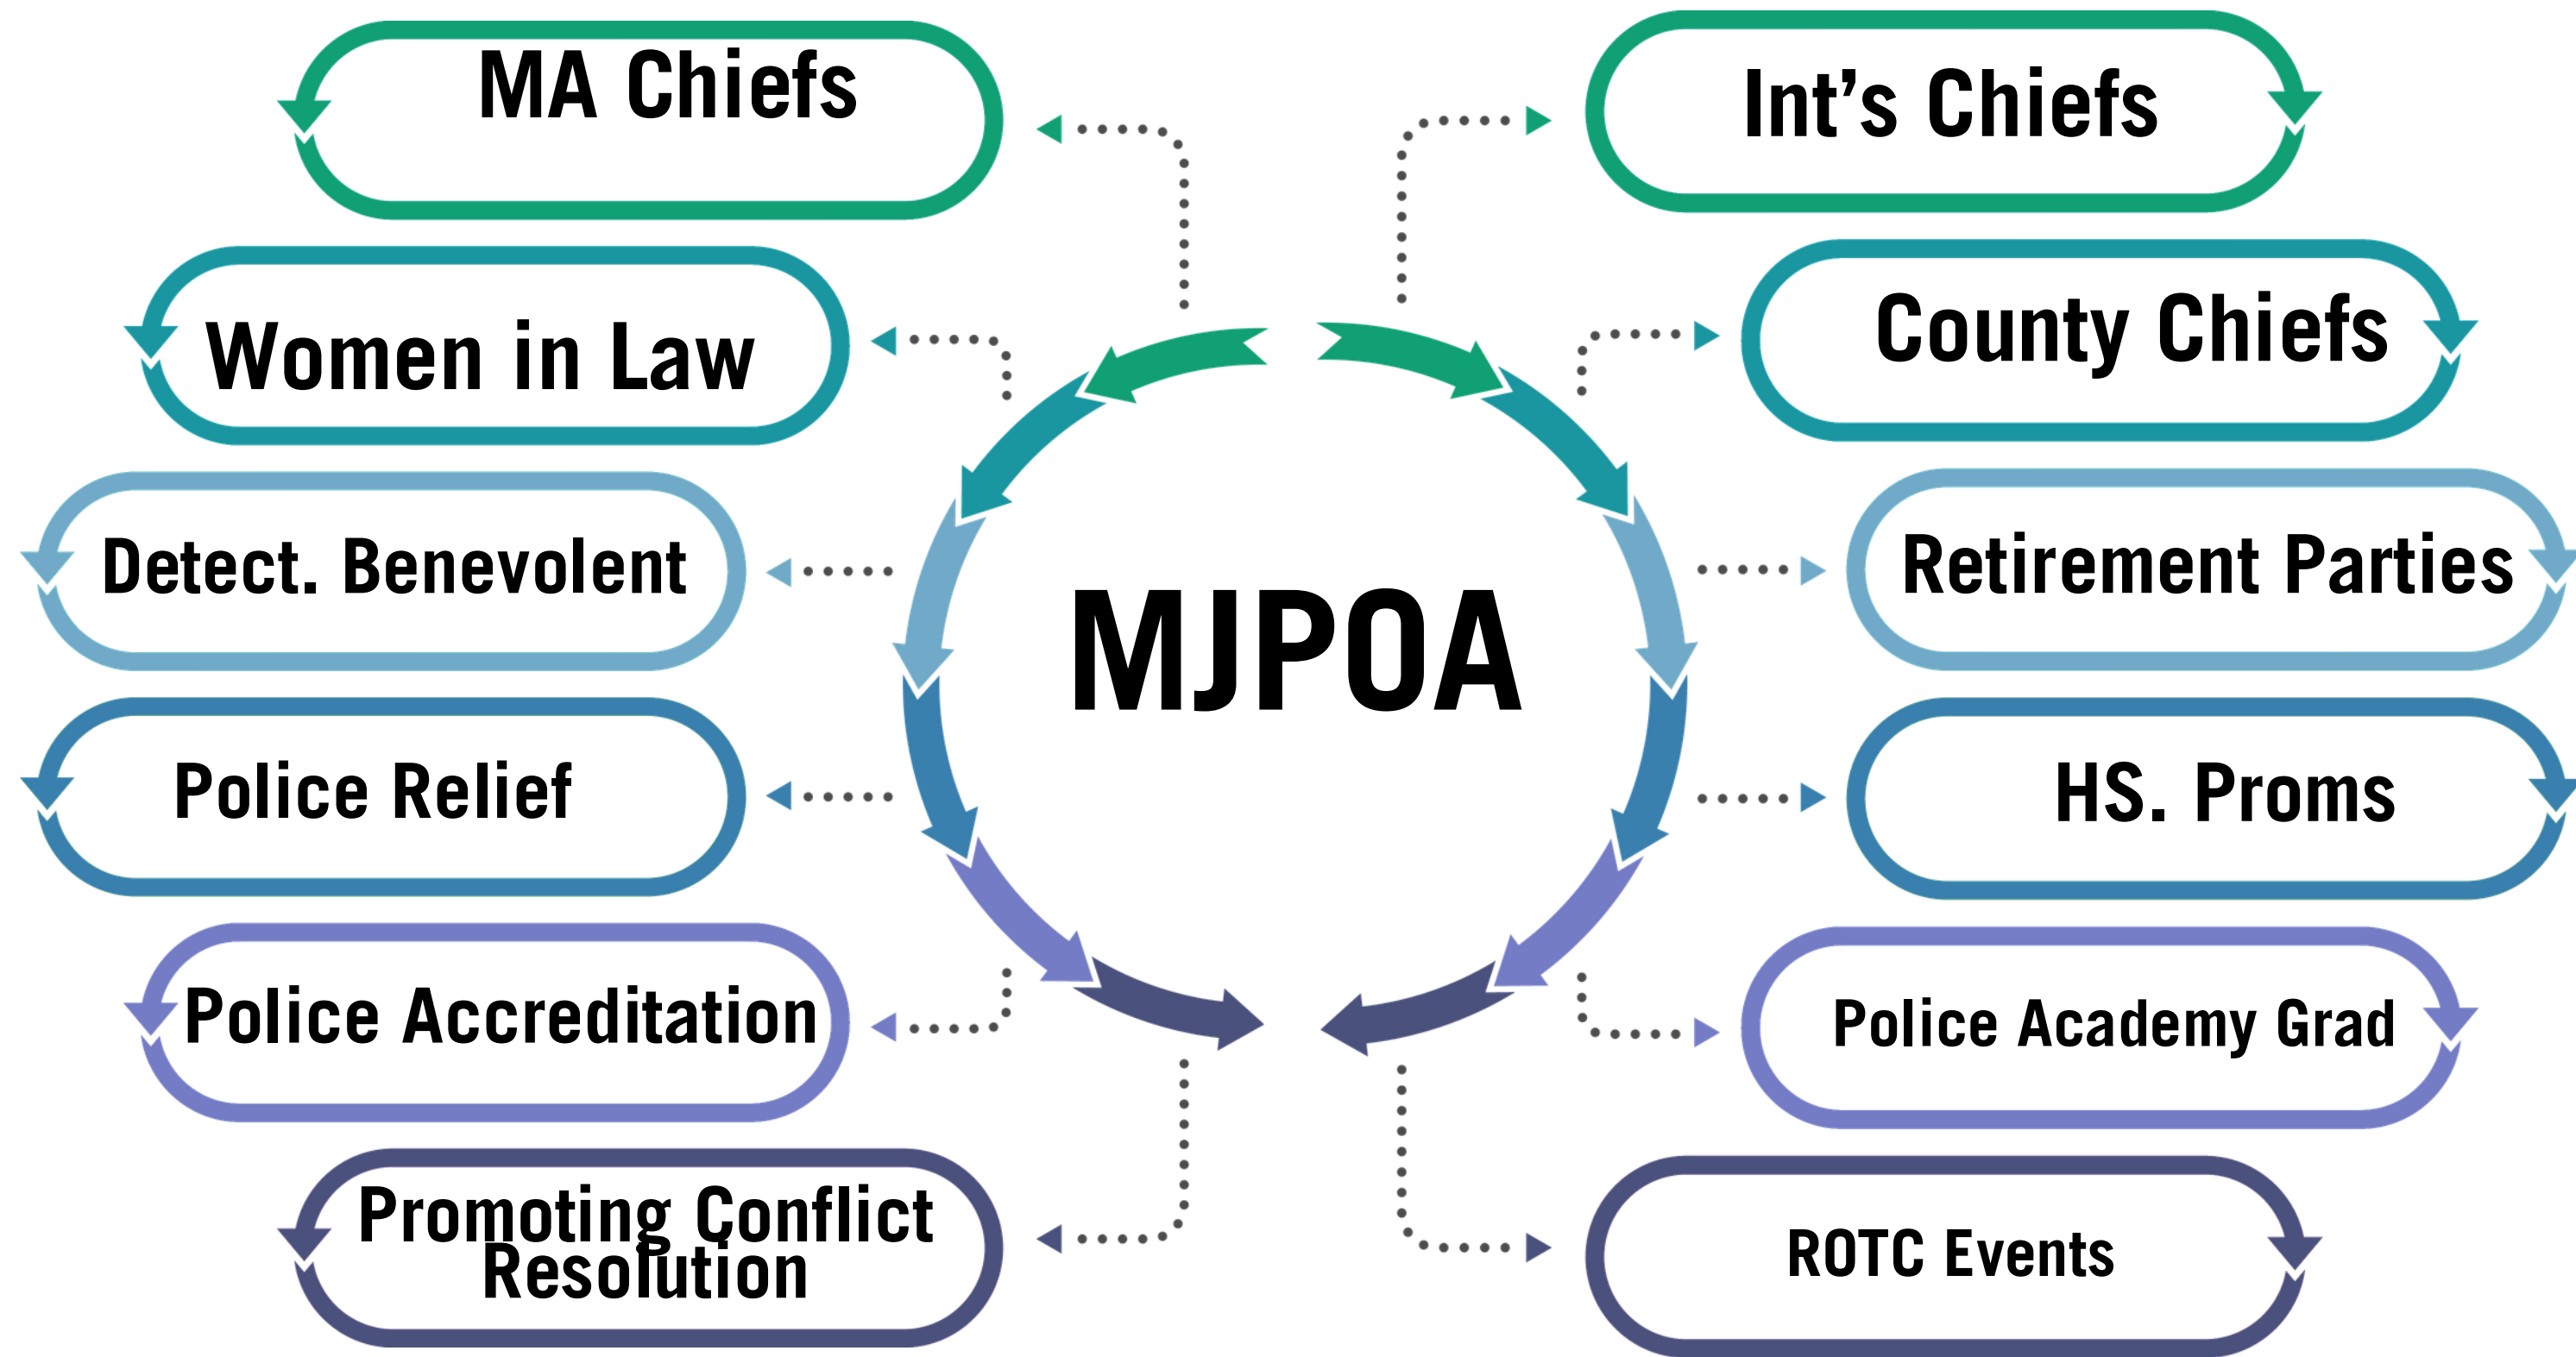 MA Chiefs
Int’s Chiefs
Women in Law
County Chiefs
Detect. Benevolent
Retirement Parties
MJPOA
Police Relief
HS. Proms
Police Accreditation
Police Academy Grad
Promoting Conflict
Resolution
ROTC Events